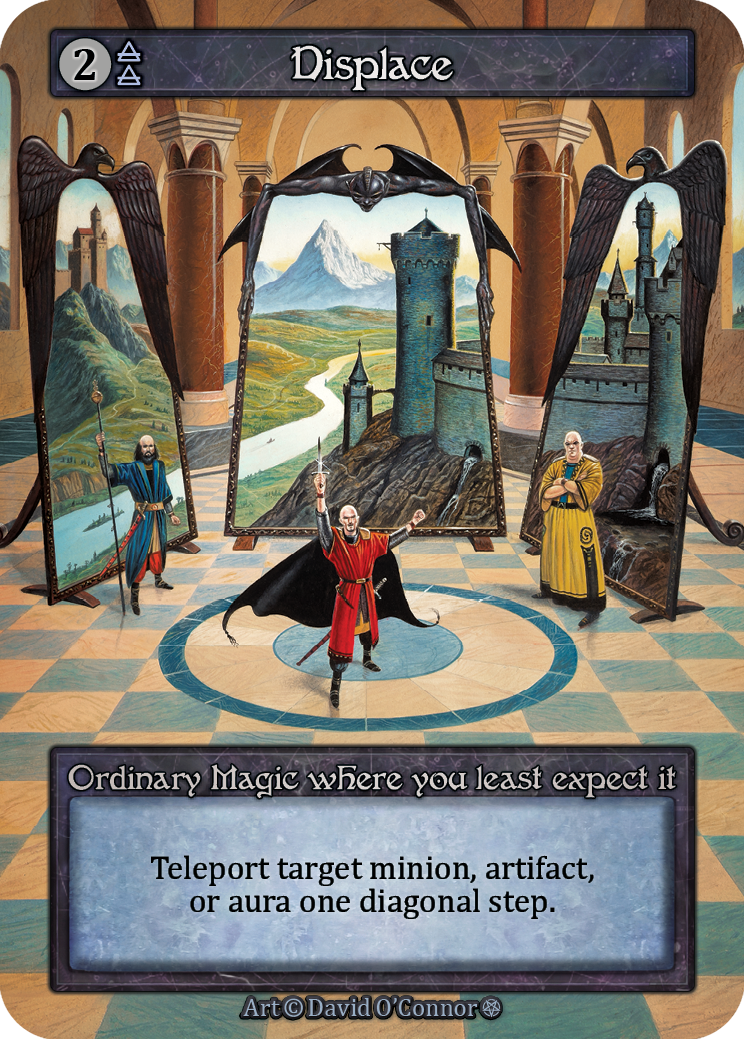 2
Displace
Ordinary Magic where you least expect it
Teleport target minion, artifact,
or aura one diagonal step.
Art © David O'Connor